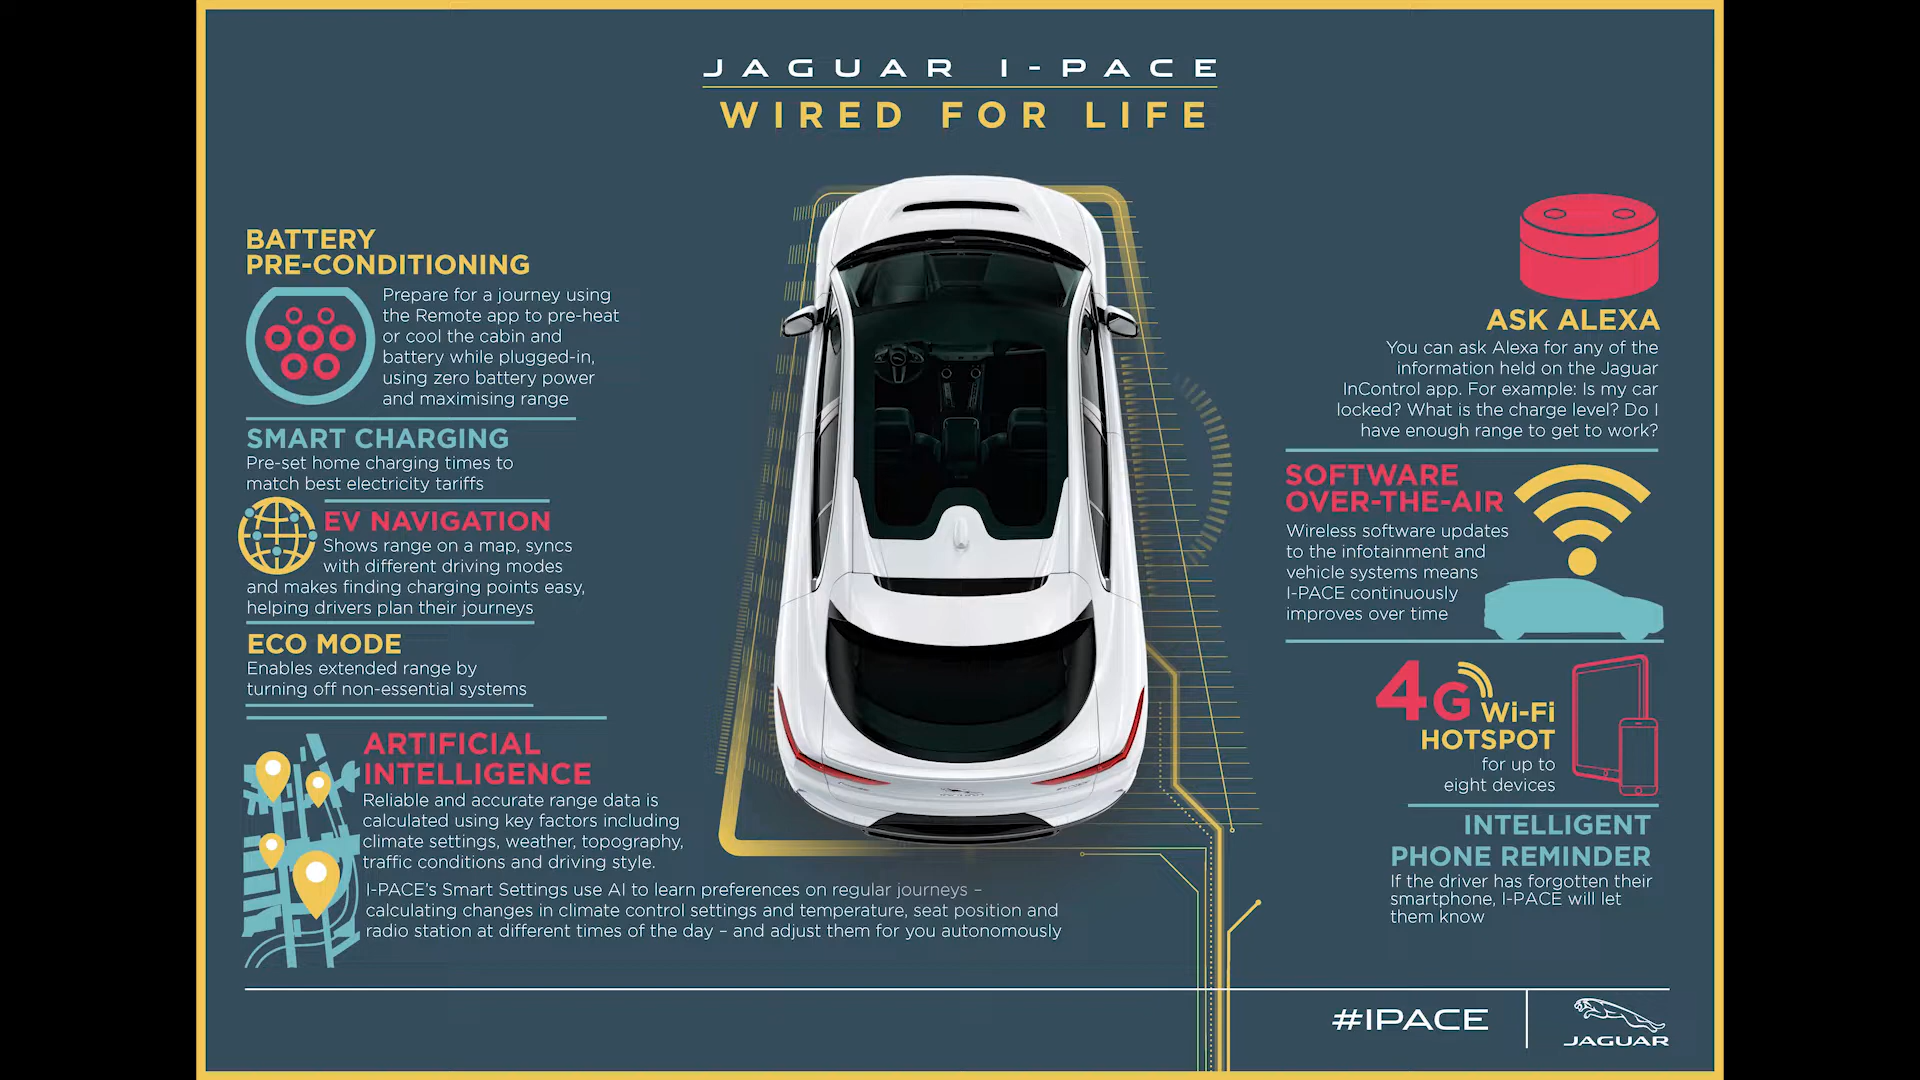 JAGUAR I-PACE
WIRED FOR LIFE
BATTERY
PRE-CONDITIONING
Prepare for a journey using
the Remote app to pre-heat
or cool the cabin and
battery while plugged-in,
using zero battery power
and maximising range
SMART CHARGING
Pre-set home charging times to
match best electricity tariffs
EV NAVIGATION
Shows range on a map, syncs
with different driving modes
and makes finding charging points easy,
helping drivers plan their journeys
ECO MODE
Enables extended range by
turning off non-essential systems
ARTIFICIAL
INTELLIGENCE
Reliable and accurate range data is
calculated using key factors including
climate settings, weather, topography,
traffic conditions and driving style.
I-PACE's Smart Settings use AI to learn preferences on regular journeys –
calculating changes in climate control settings and temperature, seat position and
radio station at different times of the day – and adjust them for you autonomously
ASK ALEXA
You can ask Alexa for any of the
information held on the Jaguar
InControl app. For example: Is my car
locked? What is the charge level? Do I
have enough range to get to work?
SOFTWARE
OVER-THE-AIR
Wireless software updates
to the infotainment and
vehicle systems means
I-PACE continuously
improves over time
4G Wi-Fi
HOTSPOT
for up to
eight devices
INTELLIGENT
PHONE REMINDER
If the driver has forgotten their
smartphone, I-PACE will let
them know
#IPACE
JAGUAR